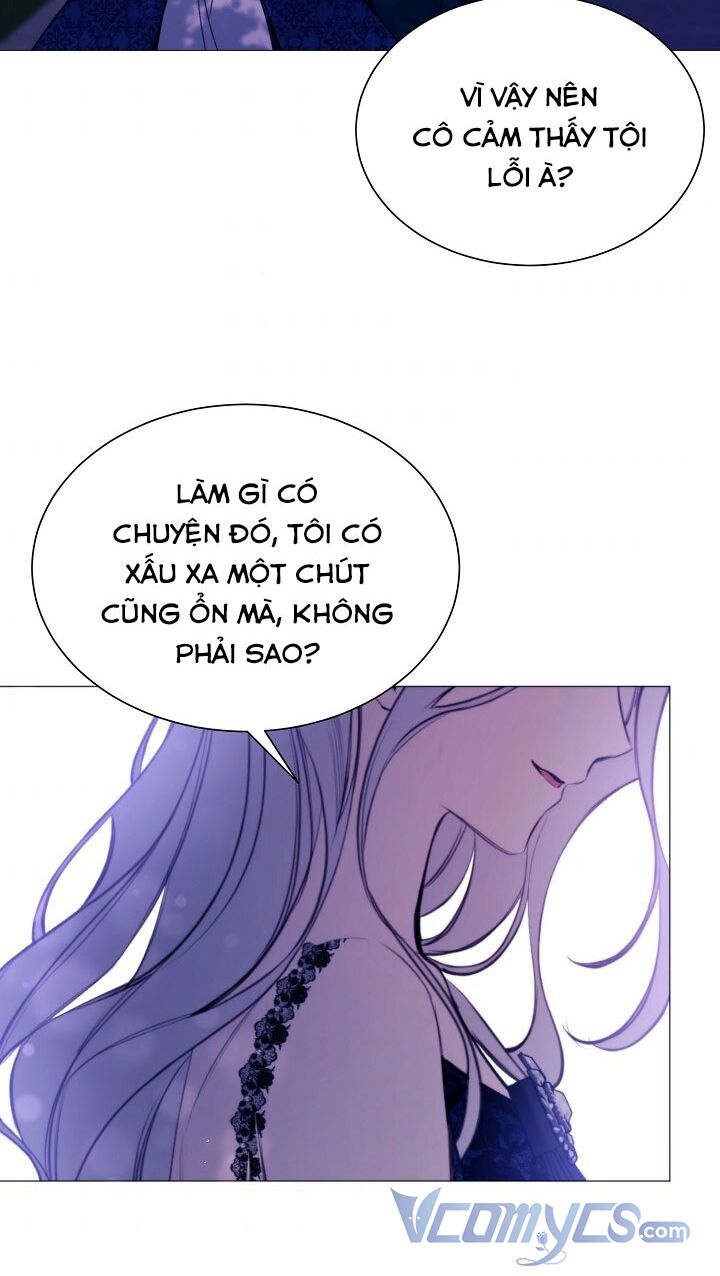 VÌ VẬY NÊN
CÔ CẢM THẤY TỘI
LỖI À?
LÀM GÌ CÓ
CHUYỆN ĐÓ, TÔI CÓ
XẤU XA MỘT CHÚT
CŨNG ỔN MÀ, KHÔNG
PHẢI SAO?
VCOMYCS.com